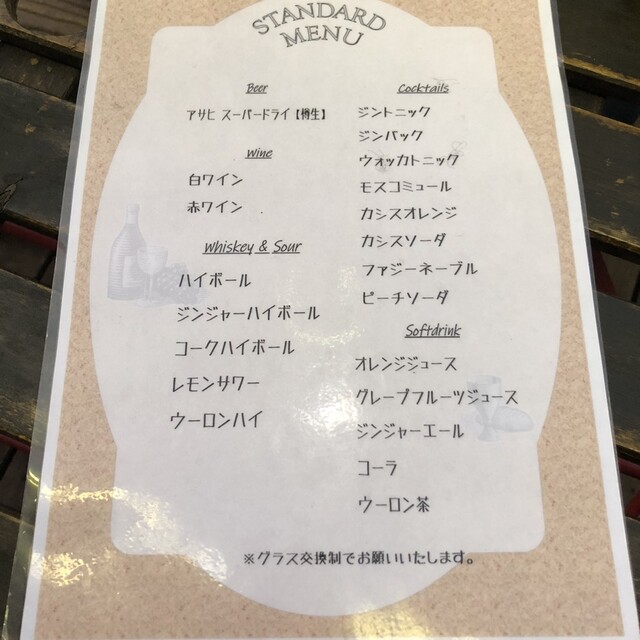 STANDARD
MENU
Beer
アサヒ スーパードライ【樽生】
Wine
白ワイン
赤ワイン
Whiskey & Sour
ハイボール
ジンジャーハイボール
コークハイボール
レモンサワー
ウーロンハイ
Cocktails
ジントニック
ジンバック
ウォッカトニック
モスコミュール
カシスオレンジ
カシスソーダ
ファジーネーブル
ピーチソーダ
Softdrink
オレンジジュース
グレープフルーツジュース
ジンジャーエール
コーラ
ウーロン茶
※グラス交換制でお願いいたします。